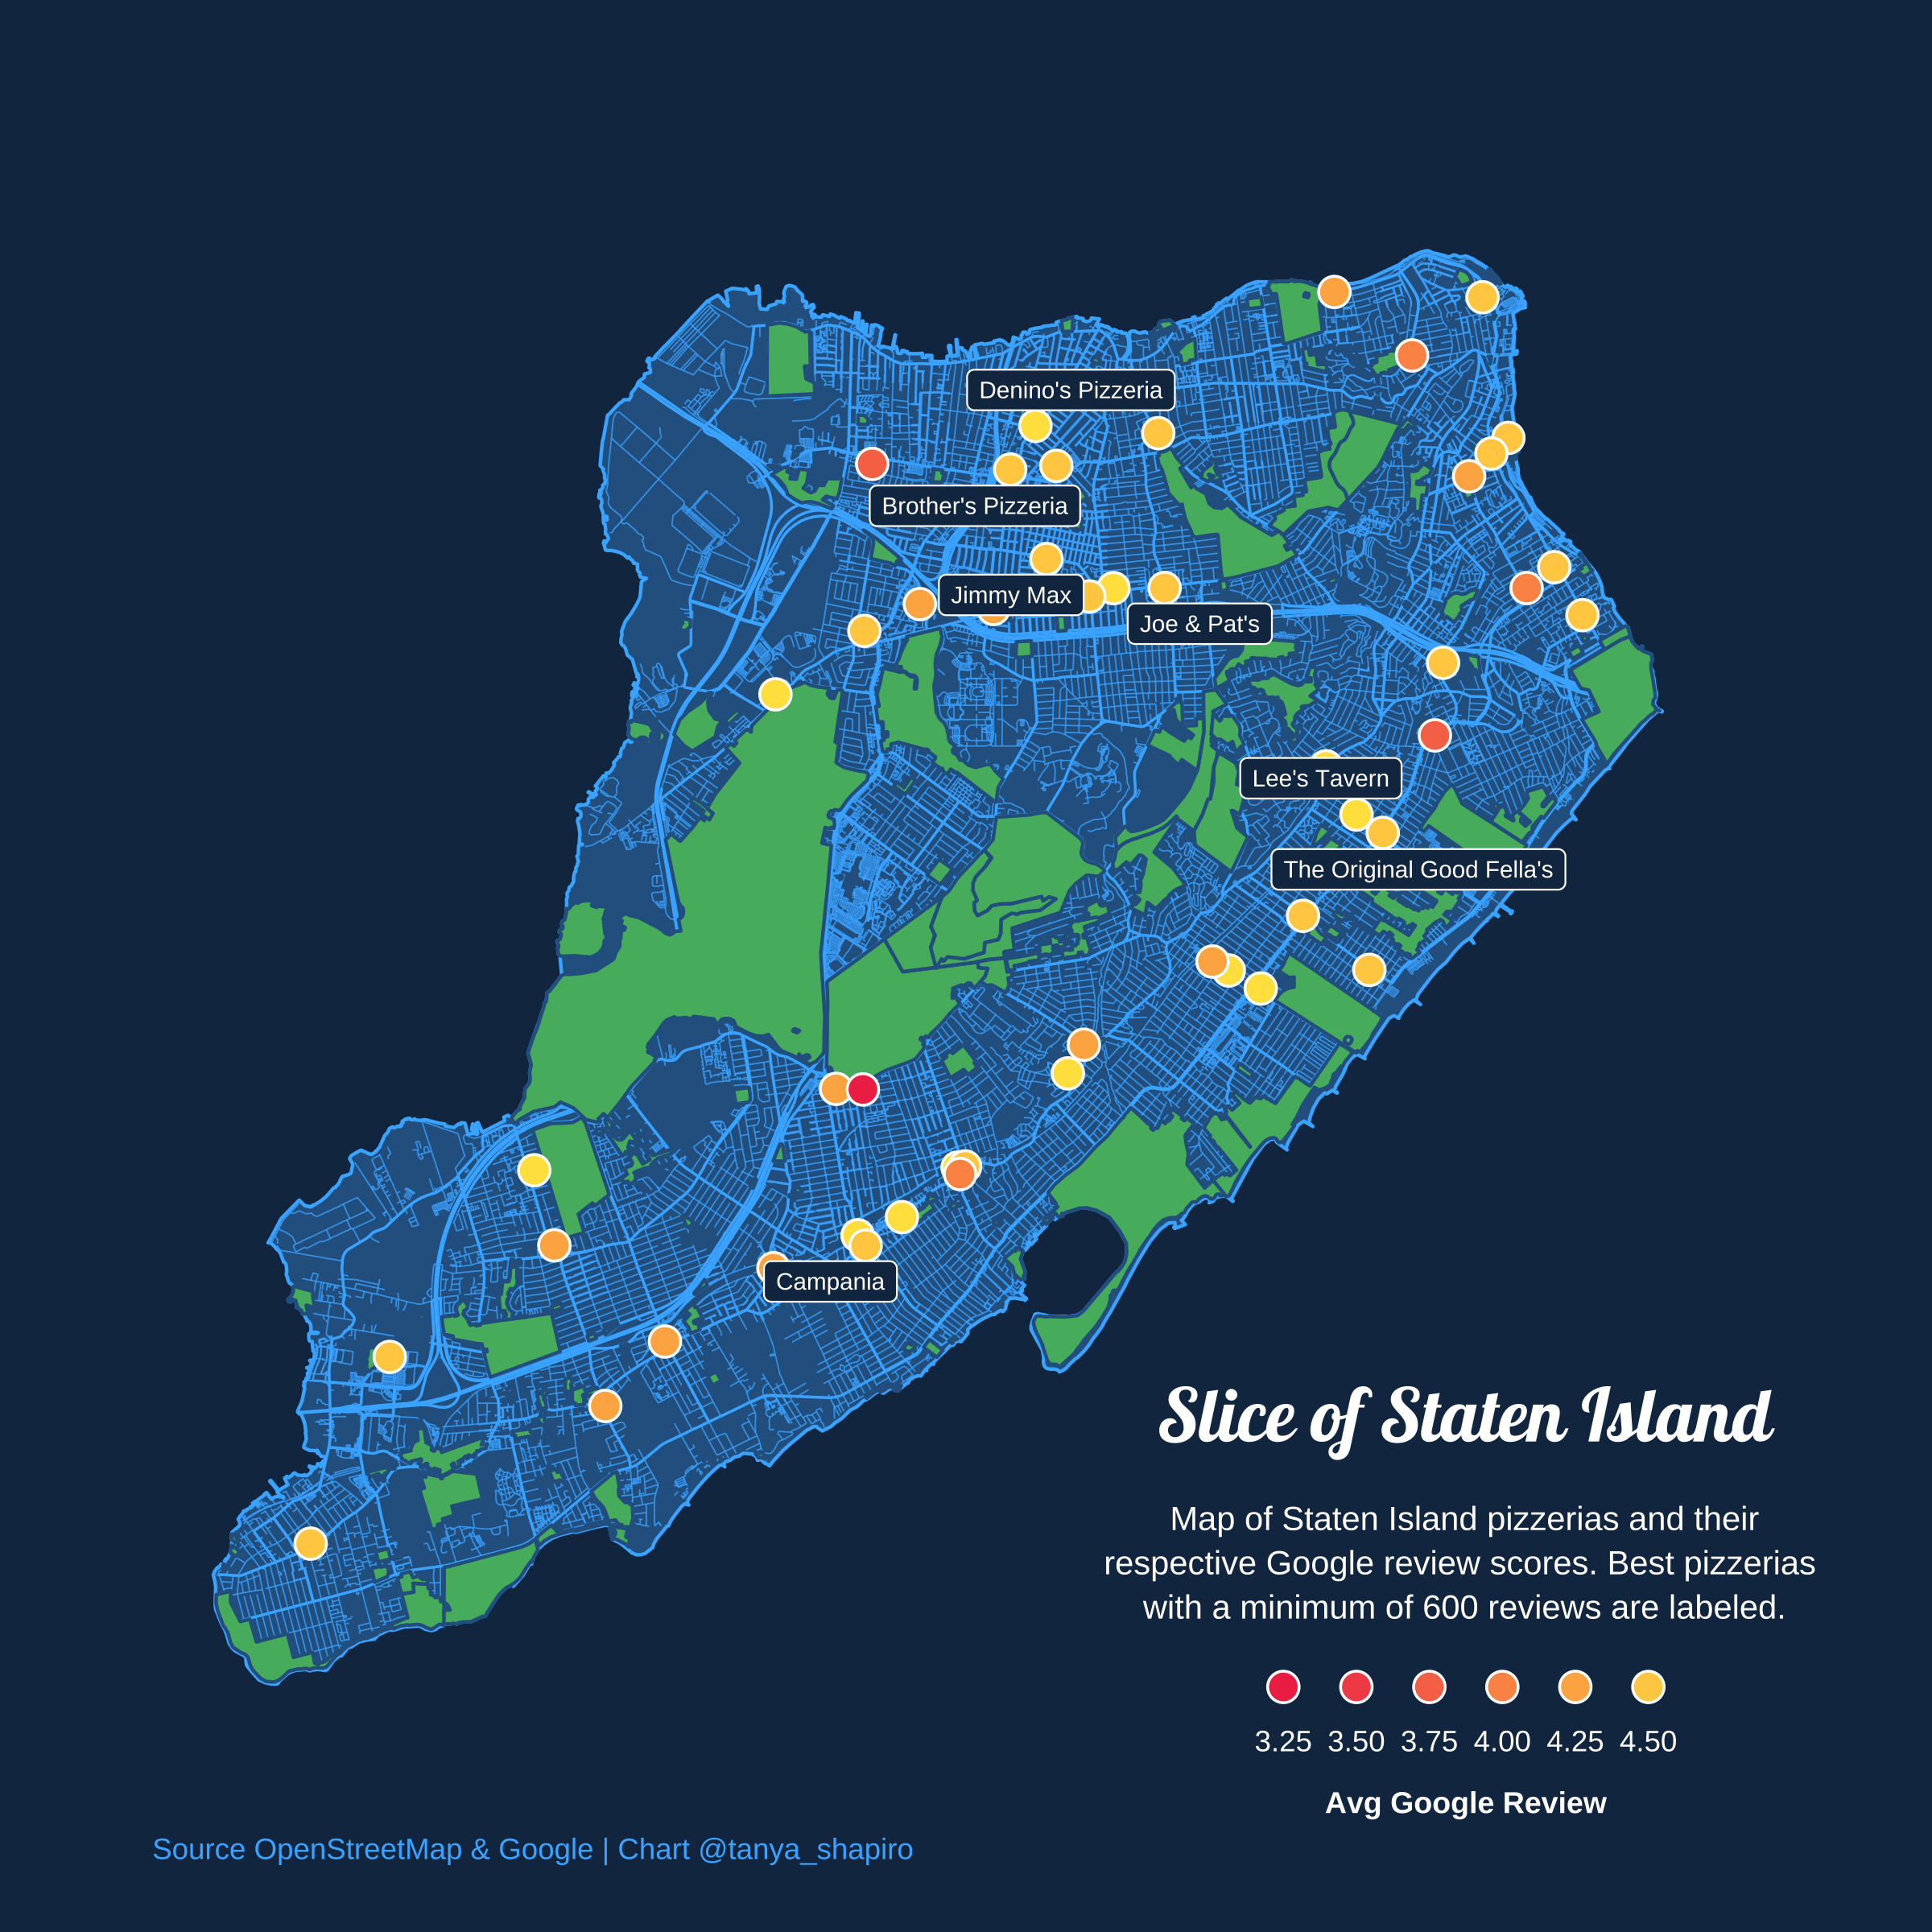 Denino's Pizzeria
Brother's Pizzeria
Jimmy Max
Joe & Pat's
Lee's Tavern
The Original Good Fella's
Campania
Slice of Staten Island
Map of Staten Island pizzerias and their
respective Google review scores. Best pizzerias
with a minimum of 600 reviews are labeled.
3.25 3.50 3.75 4.00 4.25 4.50
Avg Google Review
Source OpenStreetMap & Google | Chart @tanya_shapiro